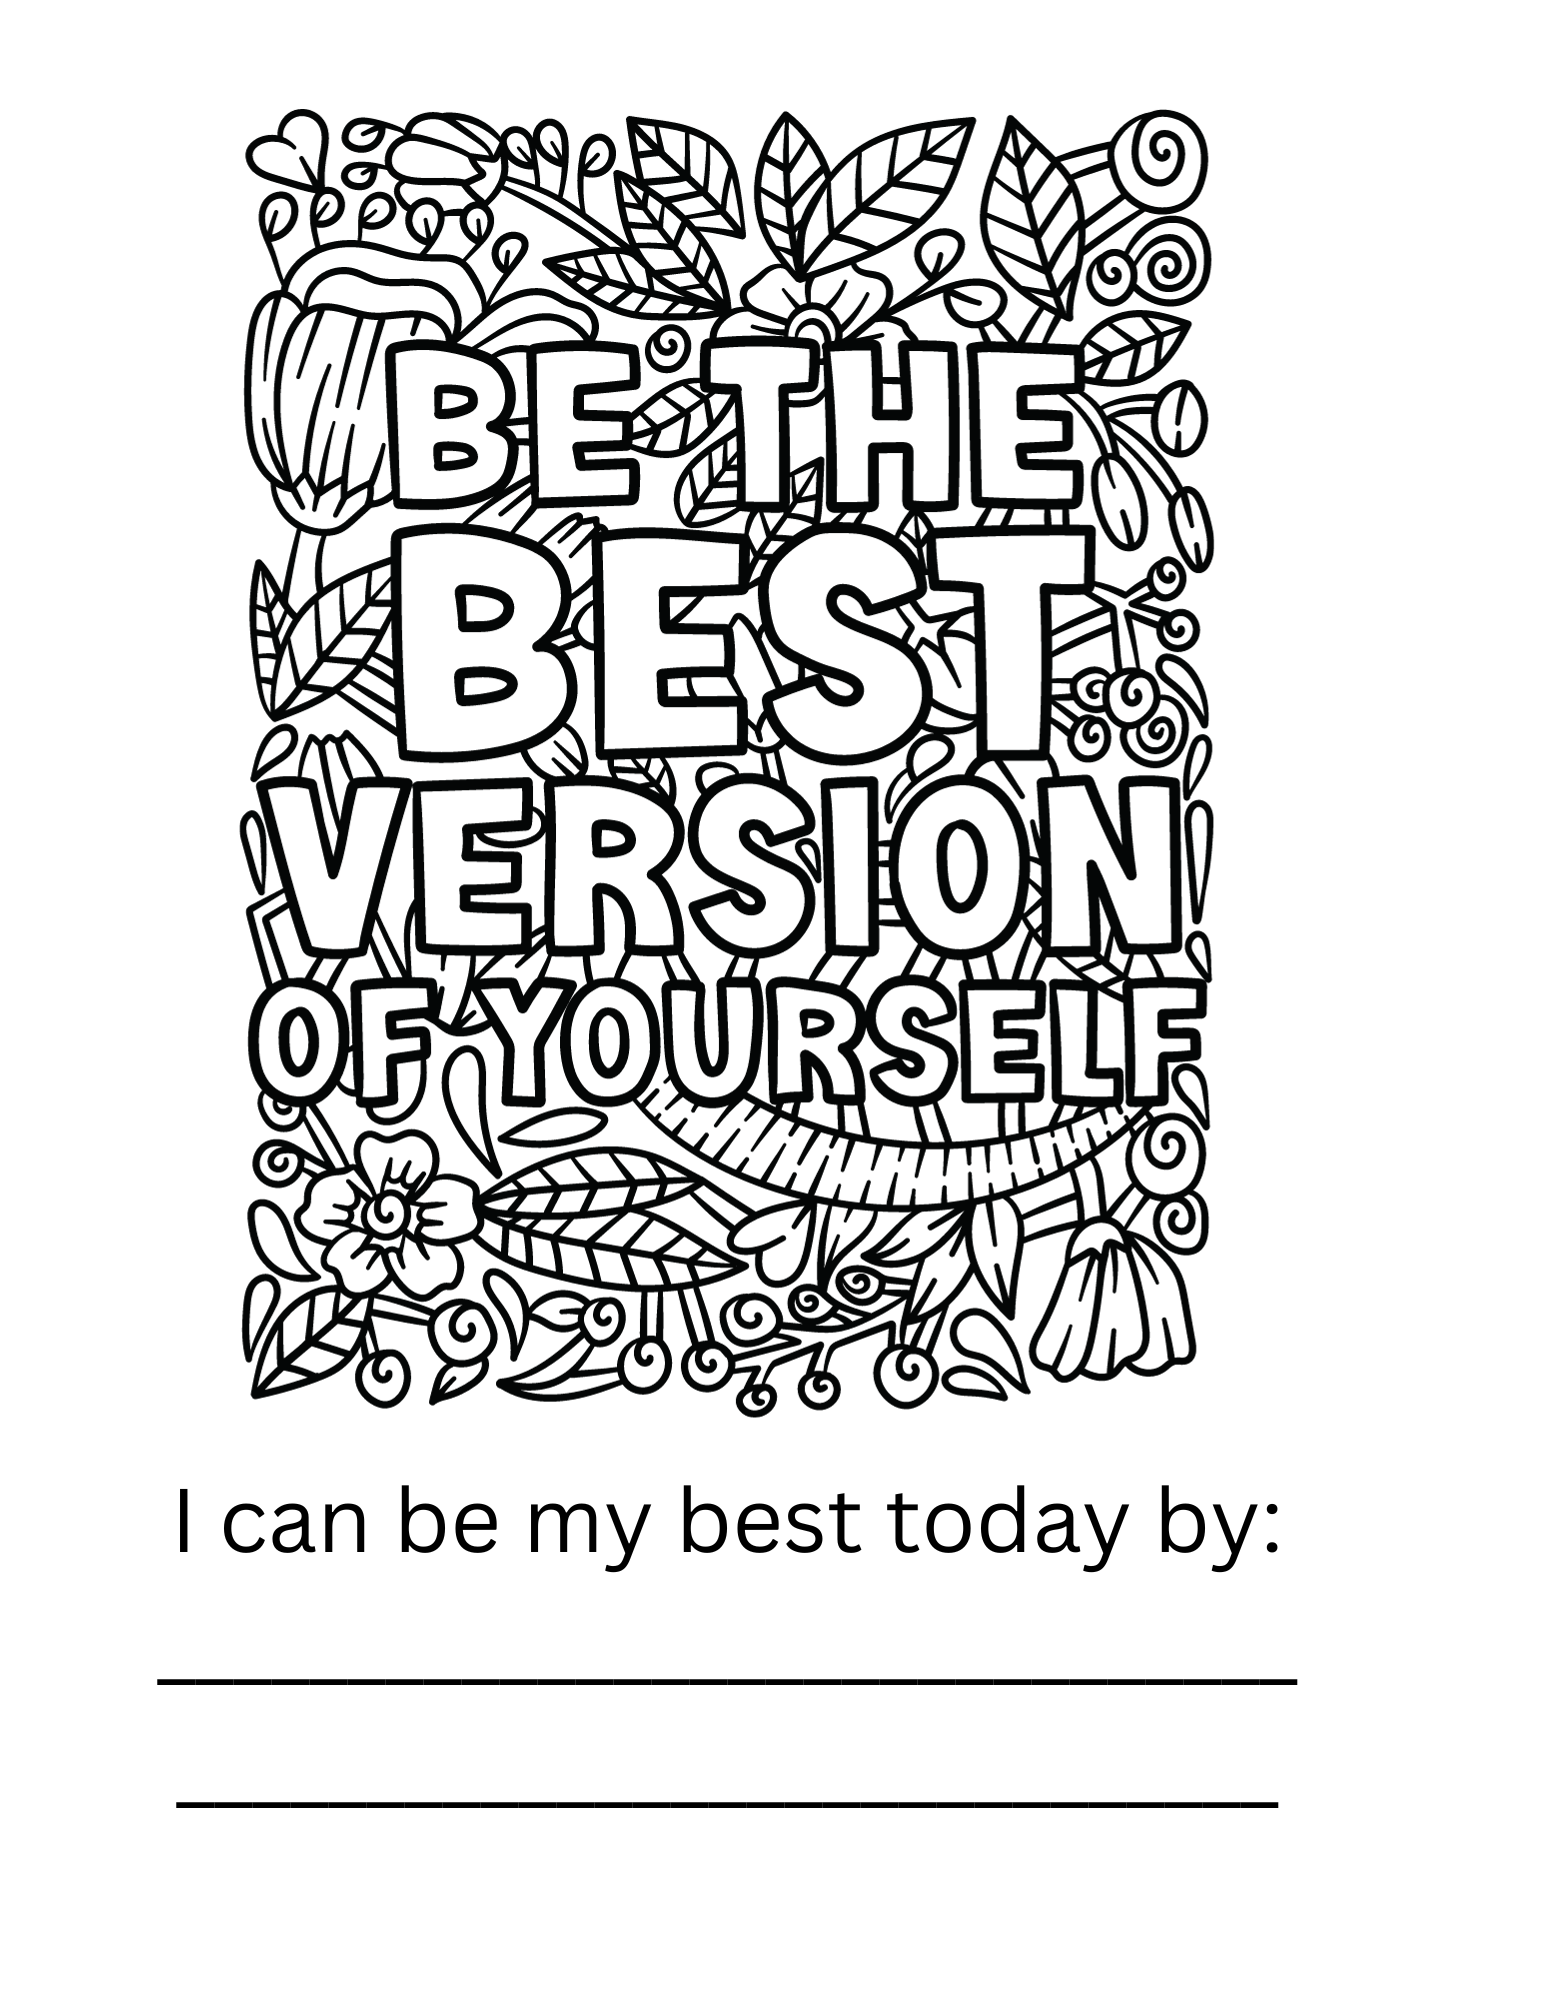 BE THE
BEST
VERSION
OF YOURSELF
I can be my best today by: